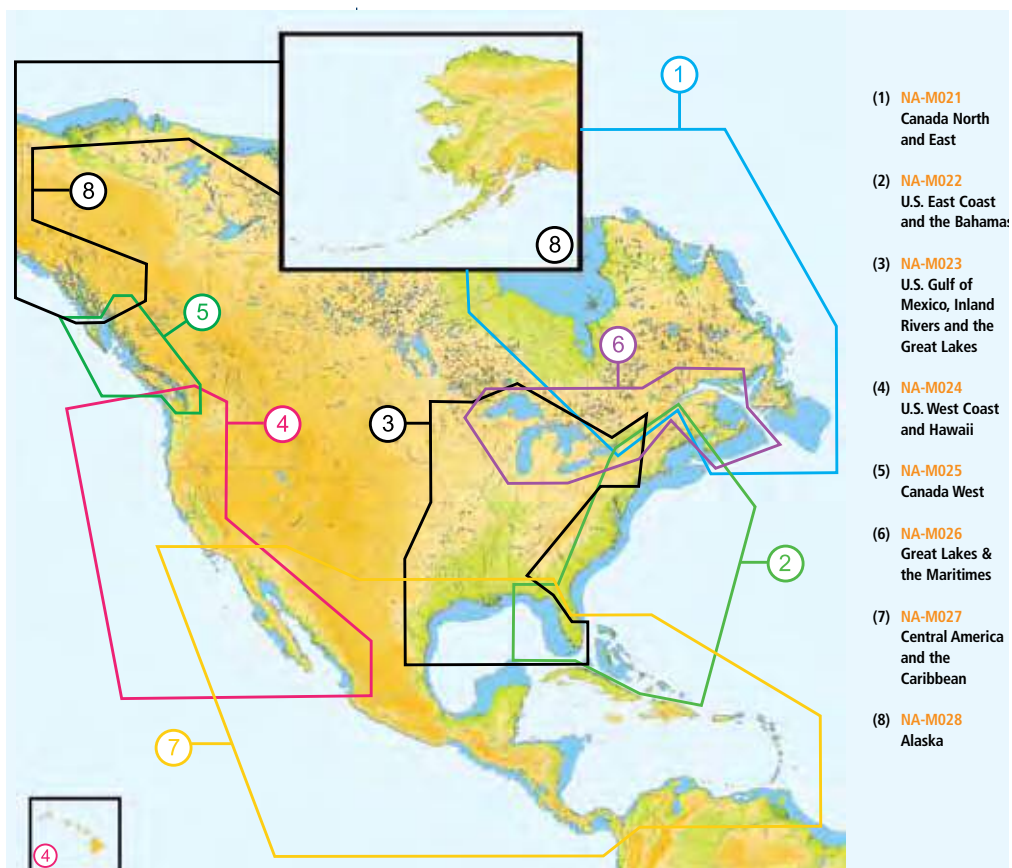 1
8
8
5
6
4
3
2
7
4
(1) NA-M021
Canada North
and East
(2) NA-M022
U.S. East Coast
and the Bahamas
(3) NA-M023
U.S. Gulf of
Mexico, Inland
Rivers and the
Great Lakes
(4) NA-M024
U.S. West Coast
and Hawaii
(5) NA-M025
Canada West
(6) NA-M026
Great Lakes &
the Maritimes
(7) NA-M027
Central America
and the
Caribbean
(8) NA-M028
Alaska